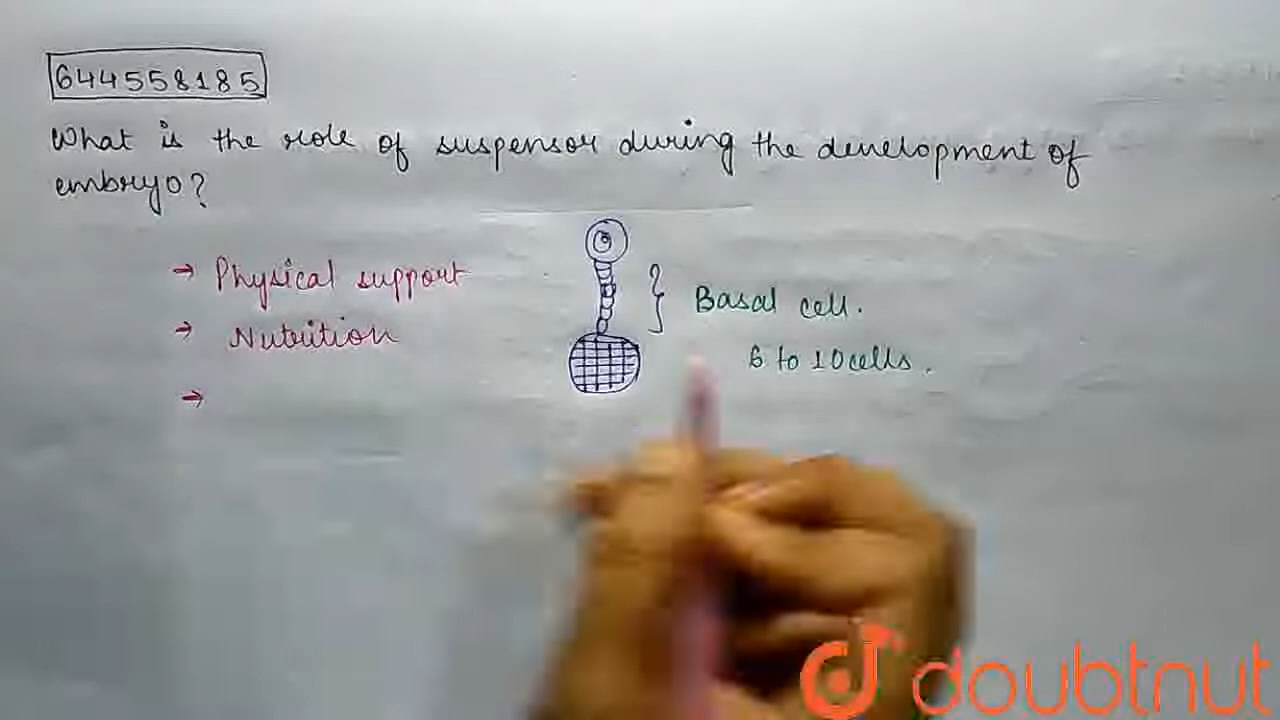 644558185
What is the role of suspensor during the development of
embryo?
→ Physical support
→ Nutrition
→
Basal cell.
6 to 10 cells.
doubtnut